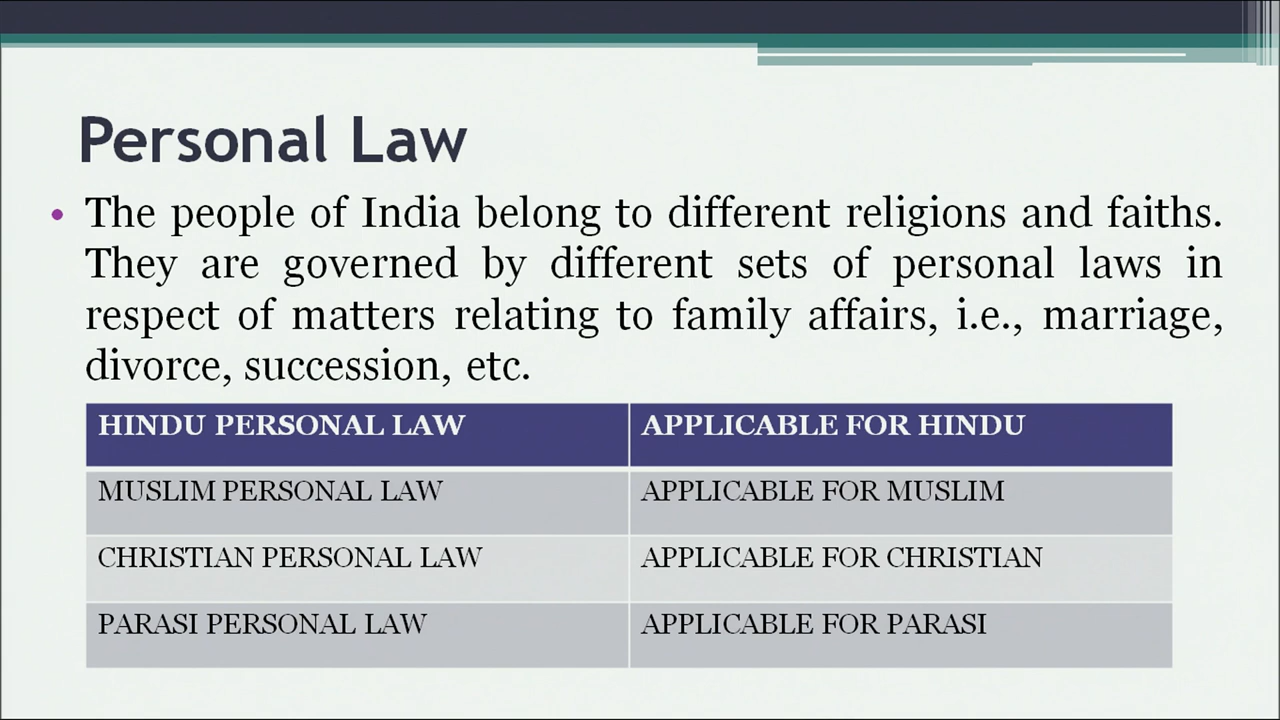 Personal Law
• The people of India belong to different religions and faiths.
They are governed by different sets of personal laws in
respect of matters relating to family affairs, i.e., marriage,
divorce, succession, etc.
HINDU PERSONAL LAW APPLICABLE FOR HINDU
MUSLIM PERSONAL LAW APPLICABLE FOR MUSLIM
CHRISTIAN PERSONAL LAW APPLICABLE FOR CHRISTIAN
PARASI PERSONAL LAW APPLICABLE FOR PARASI